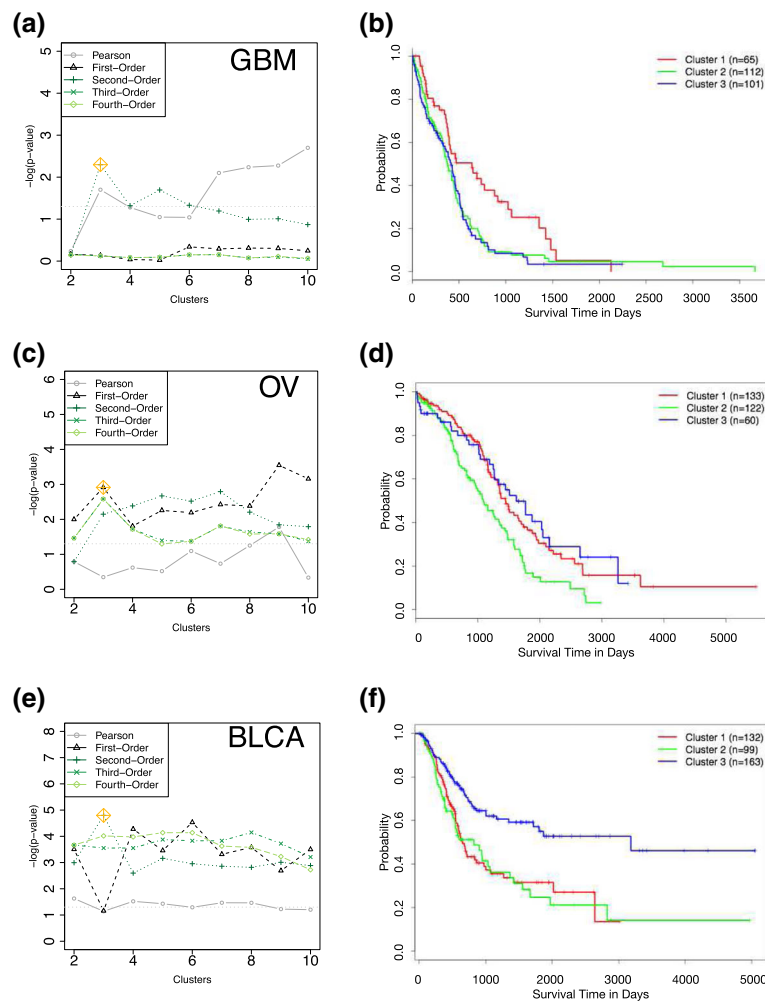 (a)
GBM
Pearson
First-Order
Second-Order
Third-Order
Fourth-Order
-log(p-value)
0 1 2 3 4 5
2 4 6 8 10
Clusters
(b)
Cluster 1 (n=65)
Cluster 2 (n=112)
Cluster 3 (n=101)
Probability
0.0 0.2 0.4 0.6 0.8 1.0
0 500 1000 1500 2000 2500 3000 3500
Survival Time in Days
(c)
OV
Pearson
First-Order
Second-Order
Third-Order
Fourth-Order
-log(p-value)
0 1 2 3 4 5 6
2 4 6 8 10
Clusters
(d)
Cluster 1 (n=133)
Cluster 2 (n=122)
Cluster 3 (n=60)
Probability
0.0 0.2 0.4 0.6 0.8 1.0
0 1000 2000 3000 4000 5000
Survival Time in Days
(e)
BLCA
Pearson
First-Order
Second-Order
Third-Order
Fourth-Order
-log(p-value)
0 1 2 3 4 5 6 7 8
2 4 6 8 10
Clusters
(f)
Cluster 1 (n=132)
Cluster 2 (n=99)
Cluster 3 (n=163)
Probability
0.0 0.2 0.4 0.6 0.8 1.0
0 1000 2000 3000 4000 5000
Survival Time in Days